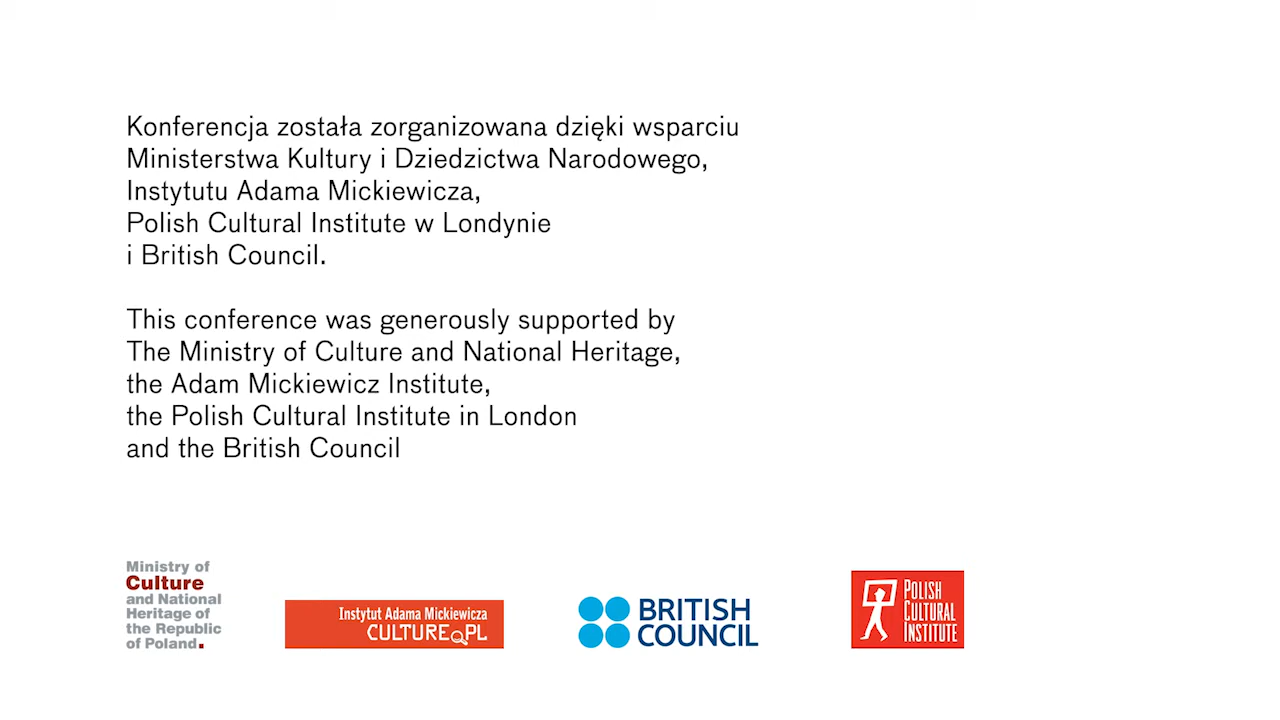 Konferencja została zorganizowana dzięki wsparciu
Ministerstwa Kultury i Dziedzictwa Narodowego,
Instytutu Adama Mickiewicza,
Polish Cultural Institute w Londynie
i British Council.
This conference was generously supported by
The Ministry of Culture and National Heritage,
the Adam Mickiewicz Institute,
the Polish Cultural Institute in London
and the British Council
Ministry of
Culture
and National
Heritage of
the Republic
of Poland.
Instytut Adama Mickiewicza
CULTURE.PL
BRITISH
COUNCIL
POLISH
CULTURAL
INSTITUTE